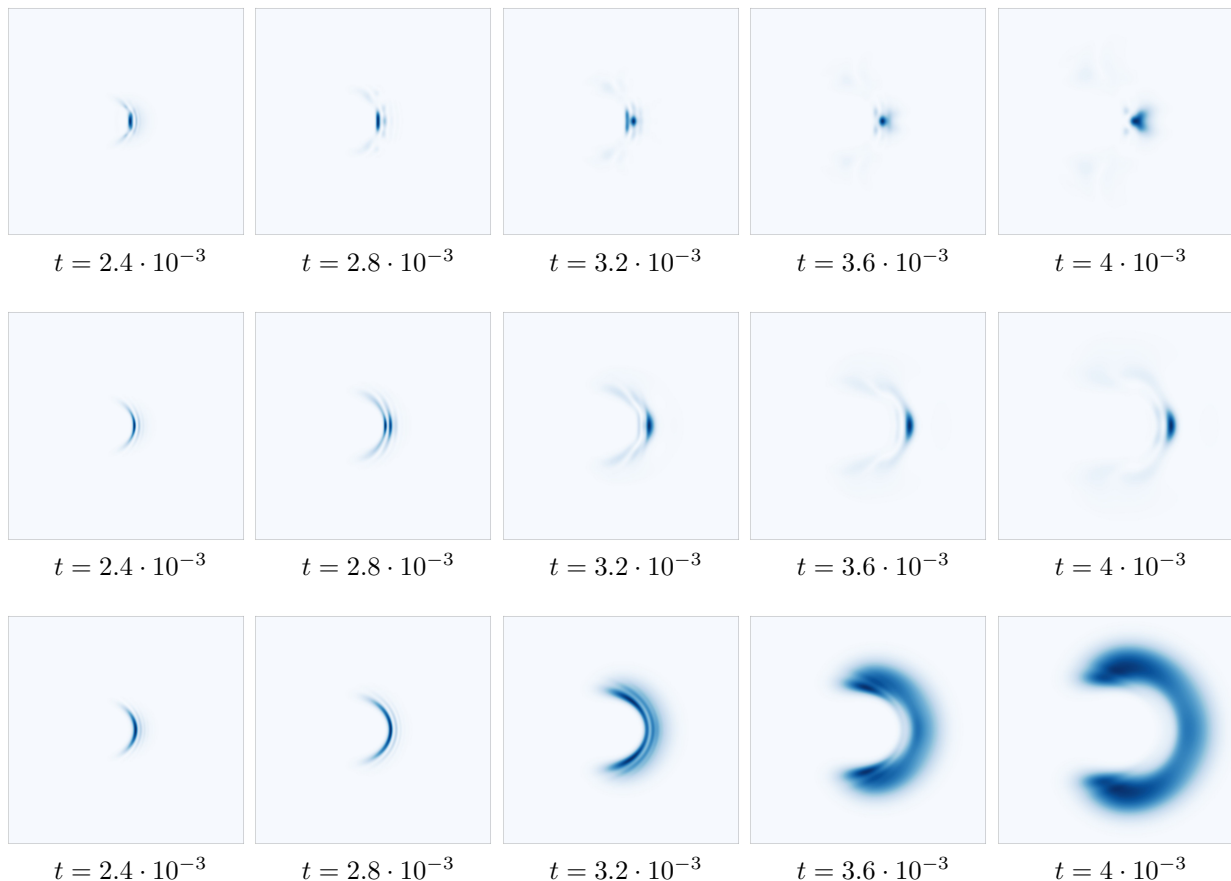 t = 2.4 · 10⁻³ t = 2.8 · 10⁻³ t = 3.2 · 10⁻³ t = 3.6 · 10⁻³ t = 4 · 10⁻³
t = 2.4 · 10⁻³ t = 2.8 · 10⁻³ t = 3.2 · 10⁻³ t = 3.6 · 10⁻³ t = 4 · 10⁻³
t = 2.4 · 10⁻³ t = 2.8 · 10⁻³ t = 3.2 · 10⁻³ t = 3.6 · 10⁻³ t = 4 · 10⁻³